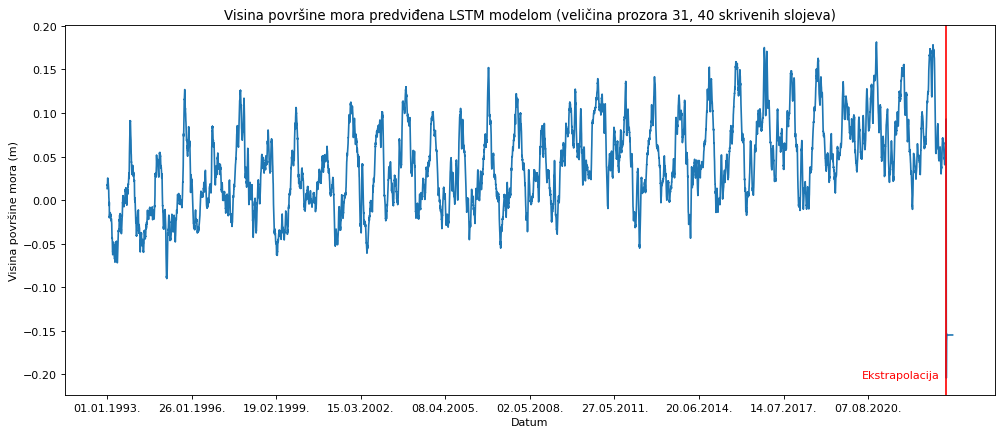 Visina površine mora predviđena LSTM modelom (veličina prozora 31, 40 skrivenih slojeva)
Visina površine mora (m)
0.20
0.15
0.10
0.05
0.00
−0.05
−0.10
−0.15
−0.20
Ekstrapolacija
01.01.1993. 26.01.1996. 19.02.1999. 15.03.2002. 08.04.2005. 02.05.2008. 27.05.2011. 20.06.2014. 14.07.2017. 07.08.2020.
Datum